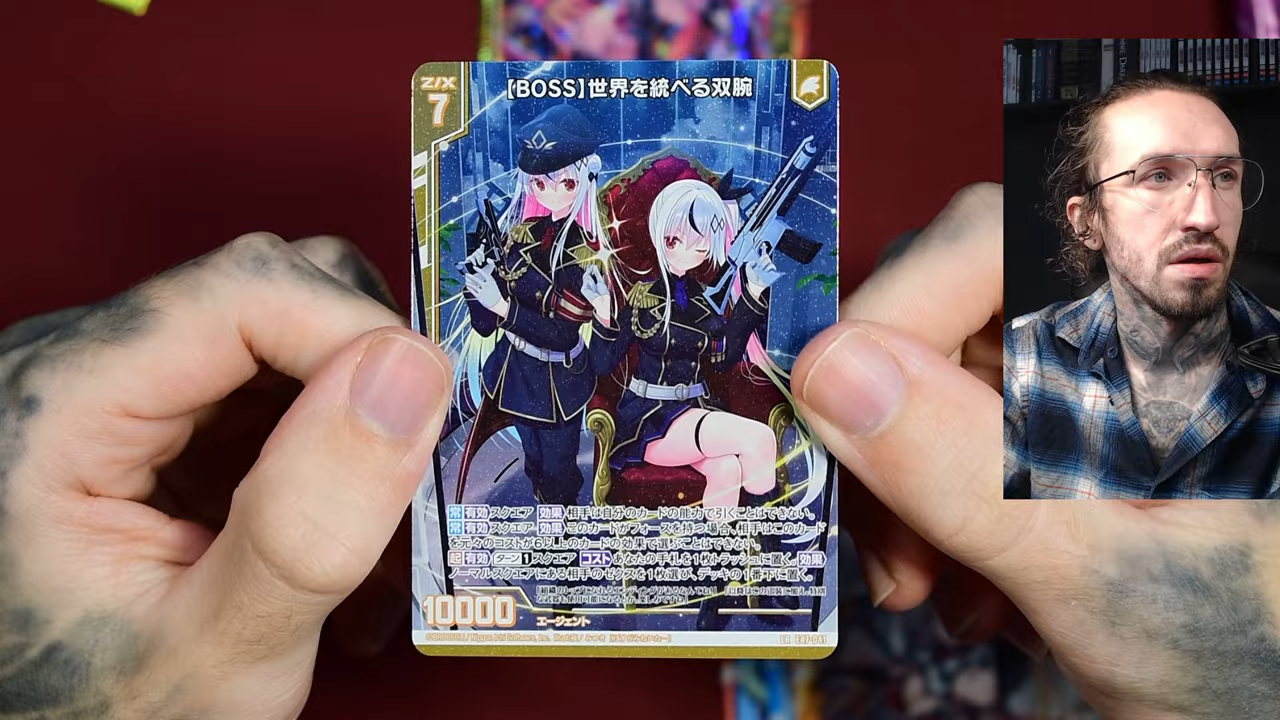 Z/X
7
【BOSS】世界を統べる双腕
常 有効 スクエア 効果 相手は自分のカードの能力で引くことはできない。
常 有効 スクエア 効果 このカードがフォースを持つ場合、相手はこのカード
を元々のコストが6以上のカードの効果で選ぶことはできない。
起 有効 ターン1 スクエア コスト あなたの手札を1枚トラッシュに置く。効果
ノーマルスクエアにある相手のゼクスを1枚選び、デッキの1番下に置く。
10000
エージェント
Nippon Ichi Software, Inc.
LR E47-041